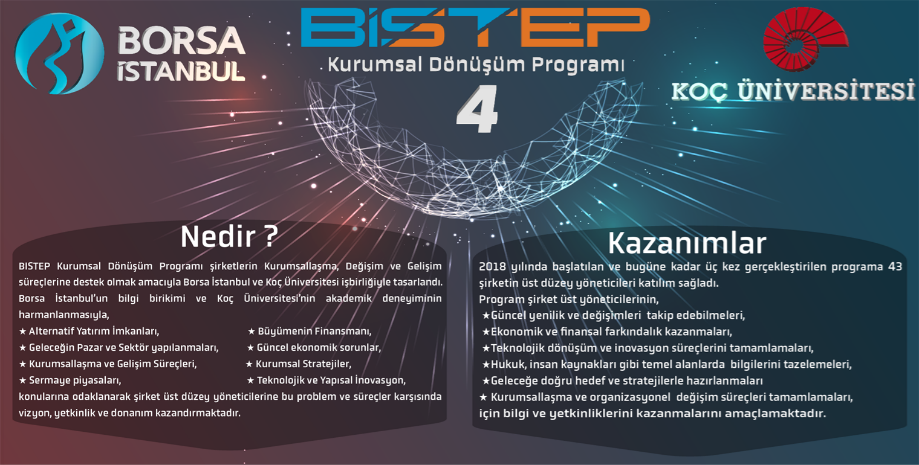 BORSA
İSTANBUL
BİSTEP
Kurumsal Dönüşüm Programı
4
KOÇ ÜNİVERSİTESİ
Nedir ?
BISTEP Kurumsal Dönüşüm Programı şirketlerin Kurumsallaşma, Değişim ve Gelişim
süreçlerine destek olmak amacıyla Borsa İstanbul ve Koç Üniversitesi işbirliğiyle tasarlandı.
Borsa İstanbul'un bilgi birikimi ve Koç Üniversitesi'nin akademik deneyiminin
harmanlanmasıyla,
★ Alternatif Yatırım İmkanları, ★ Büyümenin Finansmanı,
★ Geleceğin Pazar ve Sektör yapılanmaları, ★ Güncel ekonomik sorunlar,
★ Kurumsallaşma ve Gelişim Süreçleri, ★ Kurumsal Stratejiler,
★ Sermaye piyasaları, ★ Teknolojik ve Yapısal İnovasyon,
konularına odaklanarak şirket üst düzey yöneticilerine bu problem ve süreçler karşısında
vizyon, yetkinlik ve donanım kazandırmaktadır.
Kazanımlar
2018 yılında başlatılan ve bugüne kadar üç kez gerçekleştirilen programa 43
şirketin üst düzey yöneticileri katılım sağladı.
Program şirket üst yöneticilerinin,
★Güncel yenilik ve değişimleri takip edebilmeleri,
★Ekonomik ve finansal farkındalık kazanmaları,
★Teknolojik dönüşüm ve inovasyon süreçlerini tamamlamaları,
★Hukuk, insan kaynakları gibi temel alanlarda bilgilerini tazelemeleri,
★Geleceğe doğru hedef ve stratejilerle hazırlanmaları
★ Kurumsallaşma ve organizasyonel değişim süreçleri tamamlamaları,
için bilgi ve yetkinliklerini kazanmalarını amaçlamaktadır.